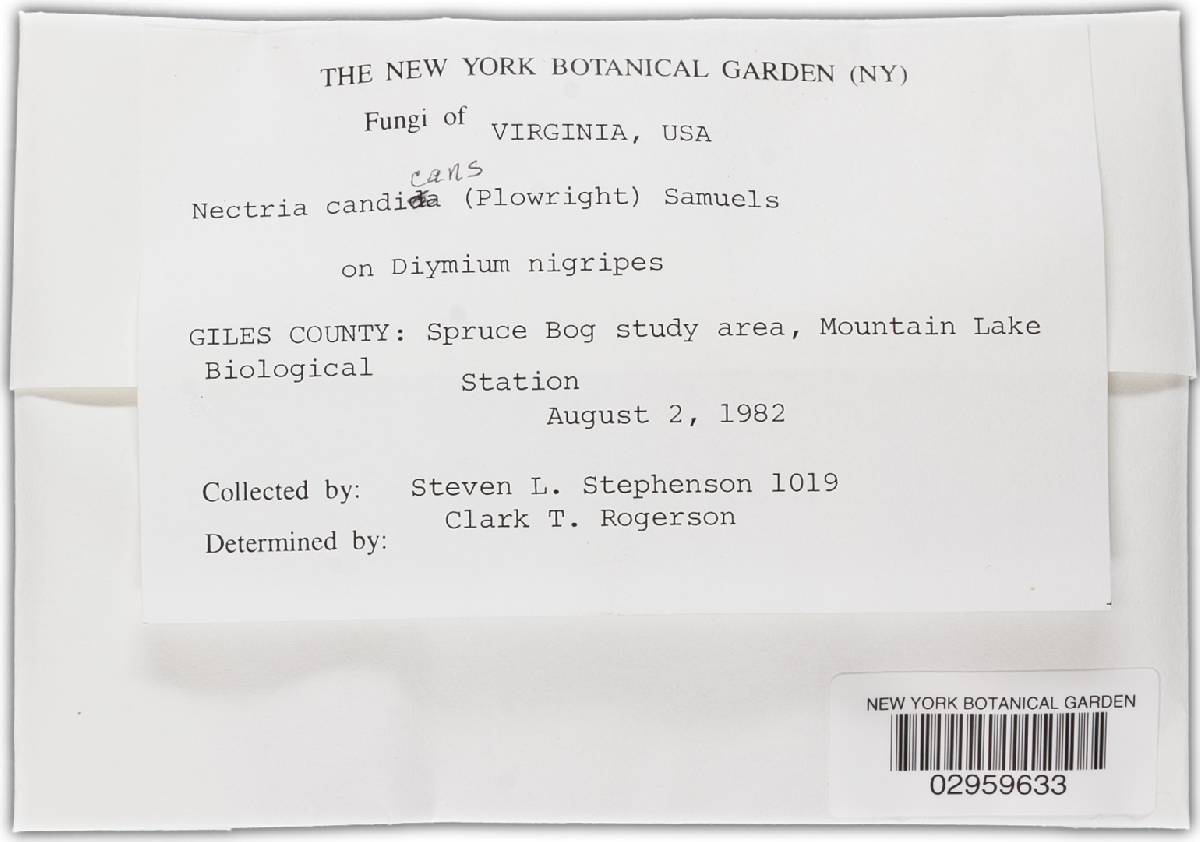 THE NEW YORK BOTANICAL GARDEN (NY)
Fungi of VIRGINIA, USA
cans
Nectria candida (Plowright) Samuels
on Diymium nigripes
GILES COUNTY: Spruce Bog study area, Mountain Lake
Biological
Station
August 2, 1982
Collected by: Steven L. Stephenson 1019
Clark T. Rogerson
Determined by:
NEW YORK BOTANICAL GARDEN
02959633